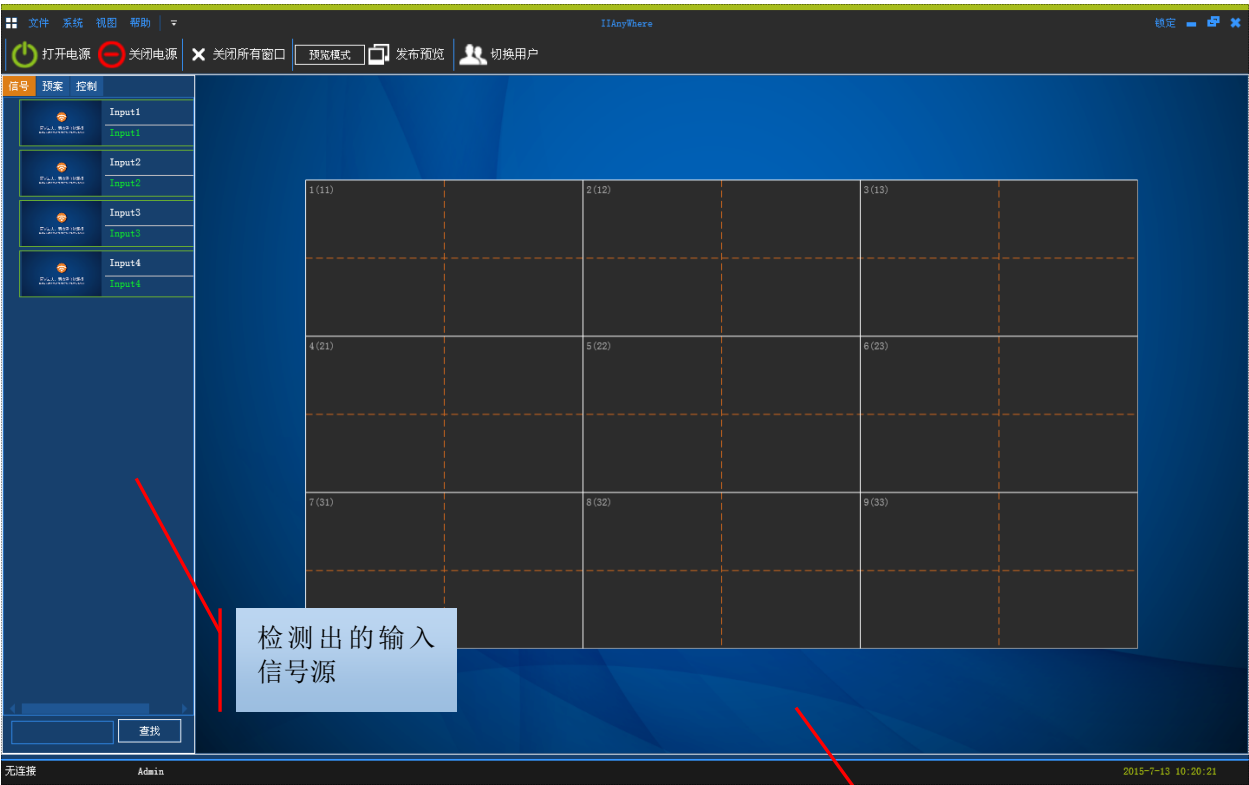 文件 系统 视图 帮助
IIAnyWhere
锁定
打开电源 关闭电源 关闭所有窗口 预览模式 发布预览 切换用户
信号 预案 控制
Input1
Input1
Input2
Input2
Input3
Input3
Input4
Input4
1(11) 2(12) 3(13)
4(21) 5(22) 6(23)
7(31) 8(32) 9(33)
检测出的输入
信号源
查找
无连接 Admin 2015-7-13 10:20:21